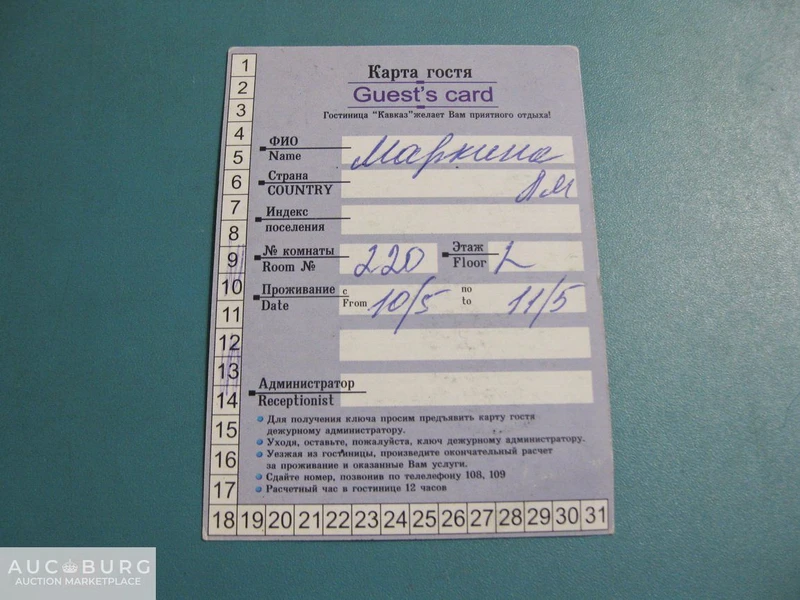 Карта гостя
Guest's card
Гостиница "Кавказ"желает Вам приятного отдыха!
ФИО
Name
Маркина
Страна
COUNTRY
Индекс
поселения
№ комнаты
Room №
220
Этаж
Floor
Проживание
Date
с
From
10/5
по
to
11/5
Администратор
Receptionist
Для получения ключа просим предъявить карту гостя
дежурному администратору.
Уходя, оставьте, пожалуйста, ключ дежурному администратору.
Уезжая из гостиницы, произведите окончательный расчет
за проживание и оказанные Вам услуги.
Сдайте номер, позвонив по телелефону 108, 109
Расчетный час в гостинице 12 часов
1
2
3
4
5
6
7
8
9
10
11
12
13
14
15
16
17
18 19 20 21 22 23 24 25 26 27 28 29 30 31
AUCBURG
AUCTION MARKETPLACE